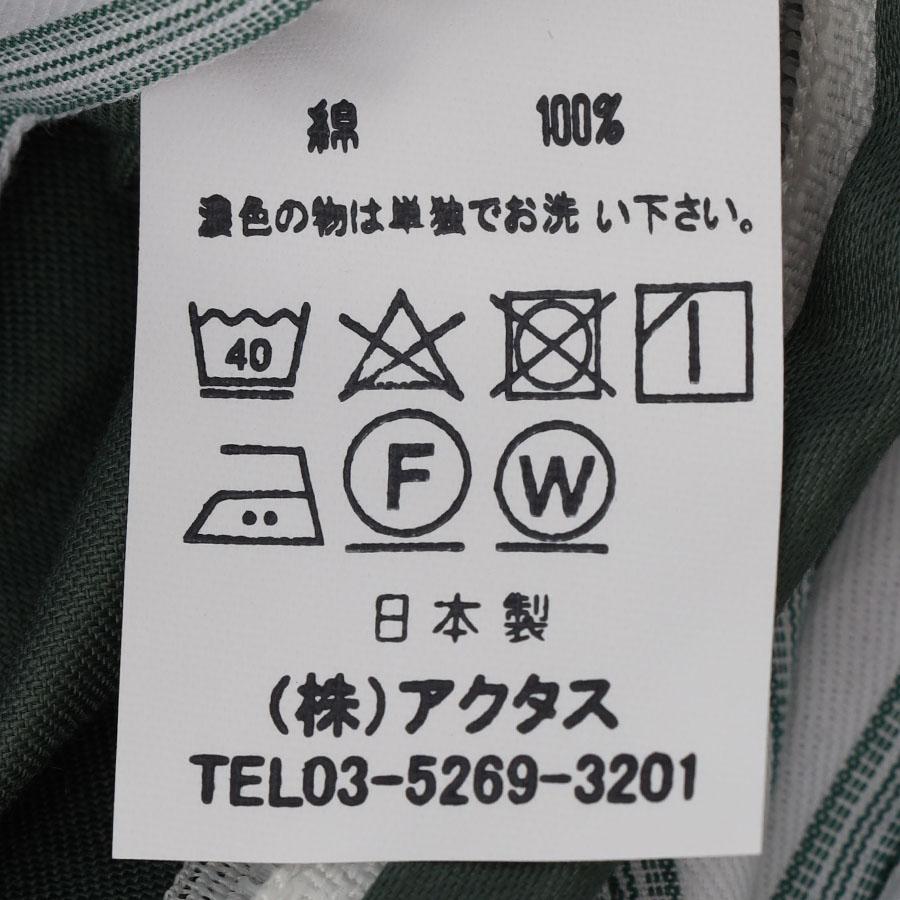 綿 100%
濃色の物は単独でお洗 い下さい。
40
F W
日本製
(株)アクタス
TEL03-5269-3201